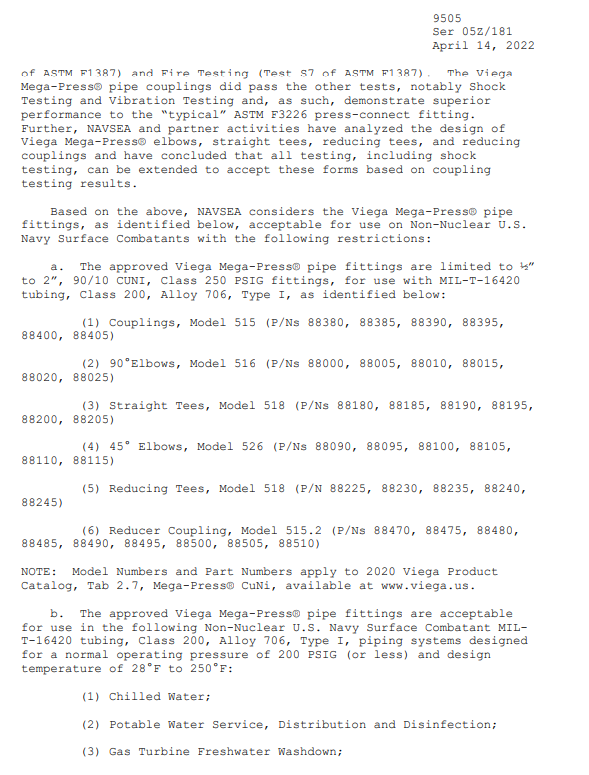 9505
Ser 05Z/181
April 14, 2022
of ASTM F1387) and Fire Testing (Test S7 of ASTM F1387). The Viega
Mega-Press® pipe couplings did pass the other tests, notably Shock
Testing and Vibration Testing and, as such, demonstrate superior
performance to the “typical” ASTM F3226 press-connect fitting.
Further, NAVSEA and partner activities have analyzed the design of
Viega Mega-Press® elbows, straight tees, reducing tees, and reducing
couplings and have concluded that all testing, including shock
testing, can be extended to accept these forms based on coupling
testing results.
Based on the above, NAVSEA considers the Viega Mega-Press® pipe
fittings, as identified below, acceptable for use on Non-Nuclear U.S.
Navy Surface Combatants with the following restrictions:
a. The approved Viega Mega-Press® pipe fittings are limited to ½”
to 2”, 90/10 CUNI, Class 250 PSIG fittings, for use with MIL-T-16420
tubing, Class 200, Alloy 706, Type I, as identified below:
(1) Couplings, Model 515 (P/Ns 88380, 88385, 88390, 88395,
88400, 88405)
(2) 90°Elbows, Model 516 (P/Ns 88000, 88005, 88010, 88015,
88020, 88025)
(3) Straight Tees, Model 518 (P/Ns 88180, 88185, 88190, 88195,
88200, 88205)
(4) 45° Elbows, Model 526 (P/Ns 88090, 88095, 88100, 88105,
88110, 88115)
(5) Reducing Tees, Model 518 (P/N 88225, 88230, 88235, 88240,
88245)
(6) Reducer Coupling, Model 515.2 (P/Ns 88470, 88475, 88480,
88485, 88490, 88495, 88500, 88505, 88510)
NOTE: Model Numbers and Part Numbers apply to 2020 Viega Product
Catalog, Tab 2.7, Mega-Press® CuNi, available at www.viega.us.
b. The approved Viega Mega-Press® pipe fittings are acceptable
for use in the following Non-Nuclear U.S. Navy Surface Combatant MIL-
T-16420 tubing, Class 200, Alloy 706, Type I, piping systems designed
for a normal operating pressure of 200 PSIG (or less) and design
temperature of 28°F to 250°F:
(1) Chilled Water;
(2) Potable Water Service, Distribution and Disinfection;
(3) Gas Turbine Freshwater Washdown;